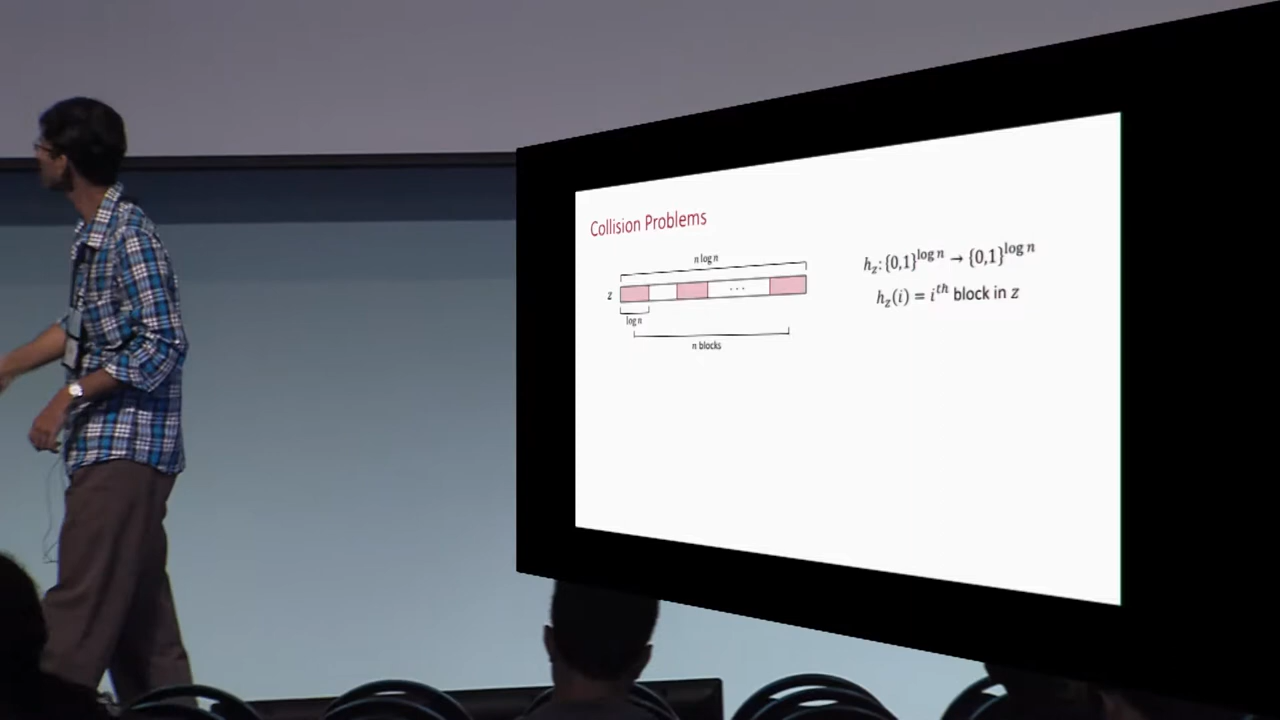 Collision Problems
n log n
z
. . .
log n
n blocks
h_z: {0,1}^{log n} → {0,1}^{log n}
h_z(i) = i^{th} block in z